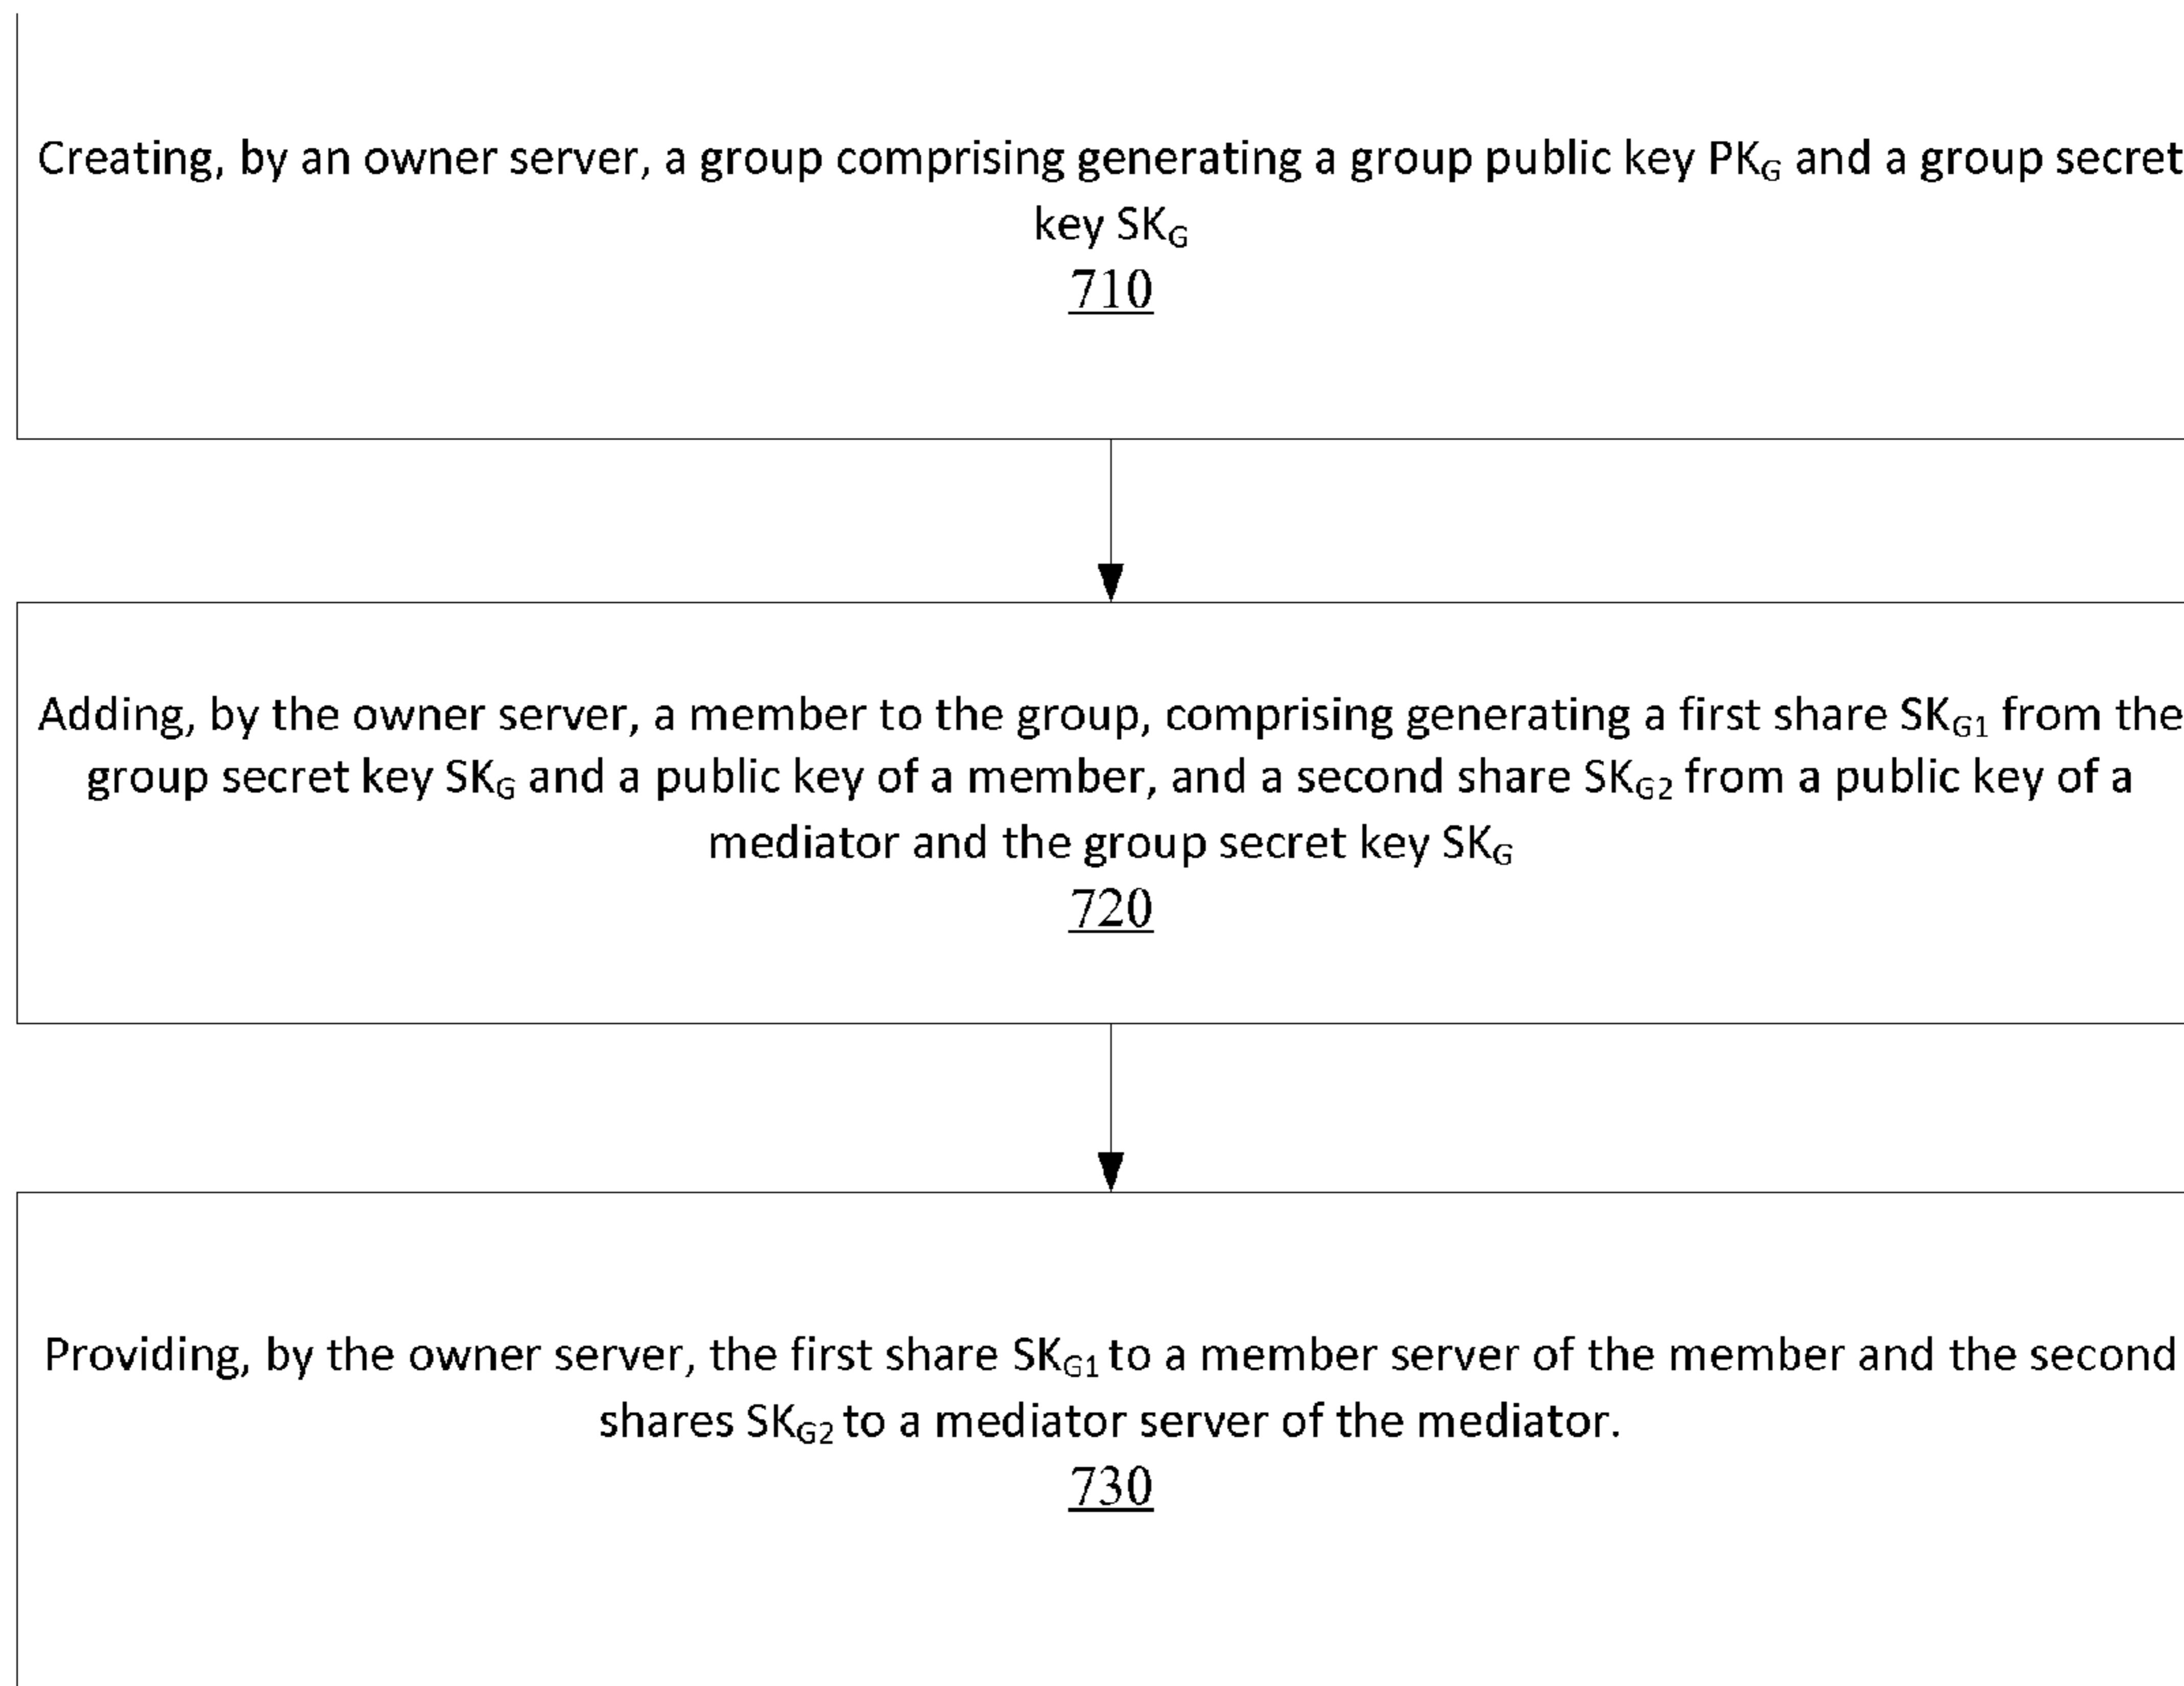 Creating, by an owner server, a group comprising generating a group public key PKG and a group secret
key SKG
710
Adding, by the owner server, a member to the group, comprising generating a first share SKG1 from the
group secret key SKG and a public key of a member, and a second share SKG2 from a public key of a
mediator and the group secret key SKG
720
Providing, by the owner server, the first share SKG1 to a member server of the member and the second
shares SKG2 to a mediator server of the mediator.
730